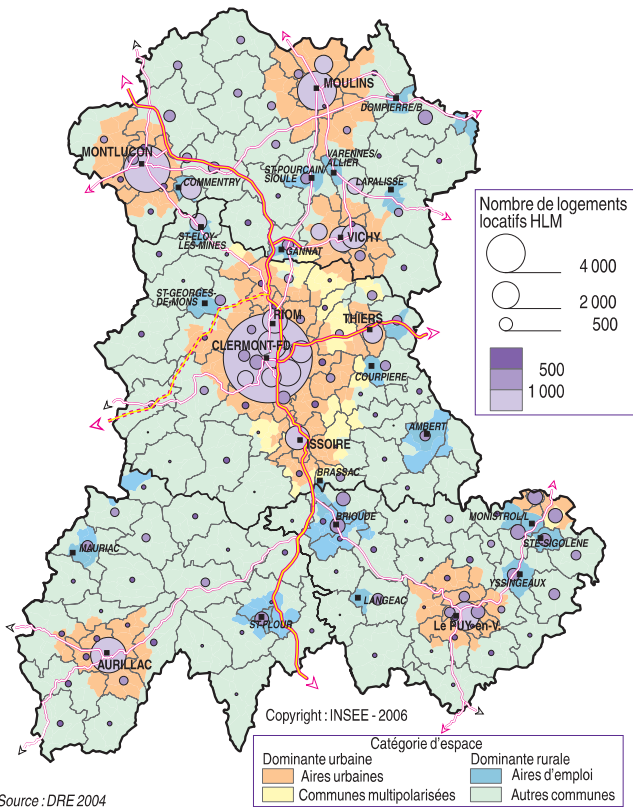 MOULINS
DOMPIERRE/B.
MONTLUÇON
COMMENTRY
ST-POURÇAIN/
SIOULE
VARENNES/
ALLIER
LAPALISSE
ST-ELOY-
LES-MINES
VICHY
GANNAT
ST-GEORGES-
DE-MONS
RIOM
THIERS
CLERMONT-FD
COURPIERE
ISSOIRE
AMBERT
BRASSAC
BRIOUDE
MONISTROL/L
STE-SIGOLENE
MAURIAC
YSSINGEAUX
LANGEAC
ST-FLOUR
Le PUY-en-V.
AURILLAC
Nombre de logements
locatifs HLM
4 000
2 000
500
500
1 000
Copyright : INSEE - 2006
Catégorie d'espace
Dominante urbaine
Dominante rurale
Aires urbaines
Aires d'emploi
Communes multipolarisées
Autres communes
Source : DRE 2004